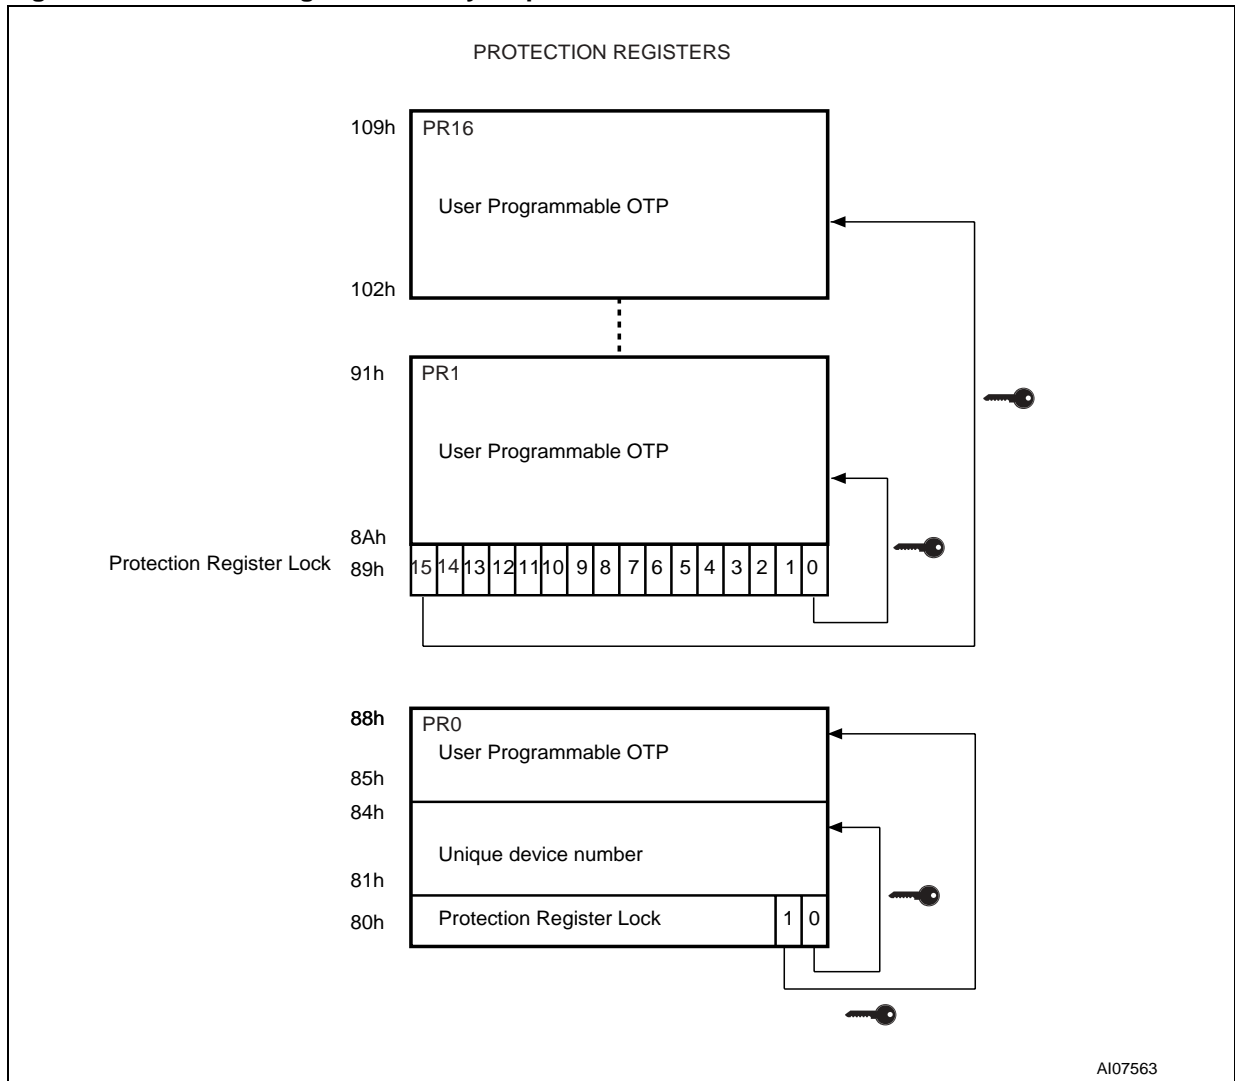 PROTECTION REGISTERS
109h PR16
User Programmable OTP
102h
91h PR1
User Programmable OTP
8Ah
Protection Register Lock 89h 15 14 13 12 11 10 9 8 7 6 5 4 3 2 1 0
88h PR0
User Programmable OTP
85h
84h
Unique device number
81h
80h Protection Register Lock 1 0
AI07563